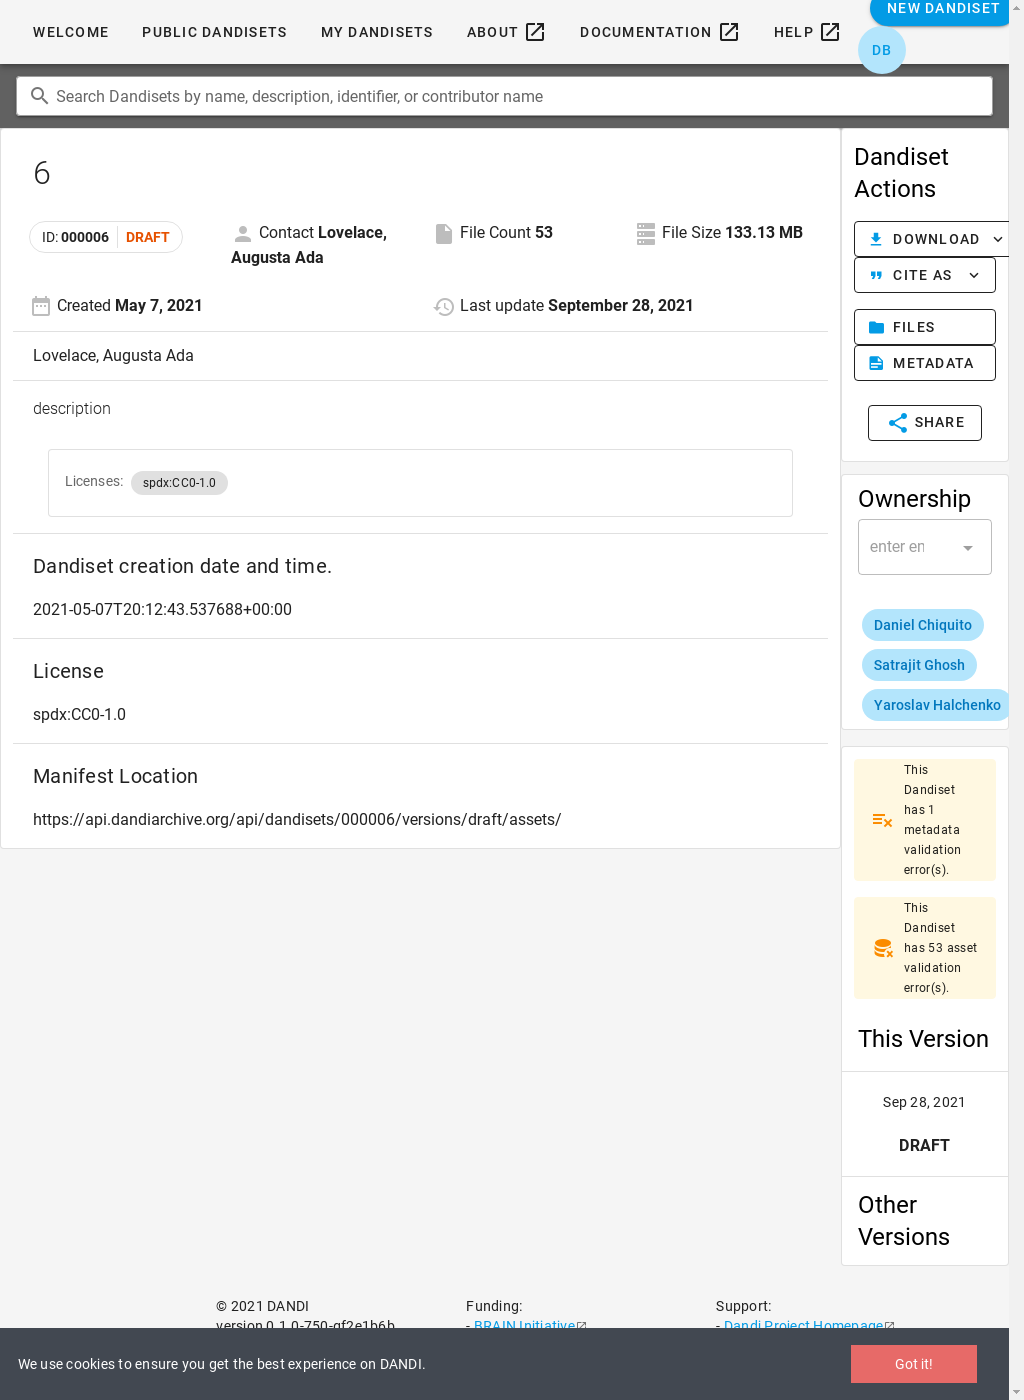 WELCOME PUBLIC DANDISETS MY DANDISETS ABOUT DOCUMENTATION HELP NEW DANDISET
DB
Search Dandisets by name, description, identifier, or contributor name
6
ID: 000006 DRAFT
Contact Lovelace, Augusta Ada
File Count 53
File Size 133.13 MB
Created May 7, 2021
Last update September 28, 2021
Lovelace, Augusta Ada
description
Licenses: spdx:CC0-1.0
Dandiset creation date and time.
2021-05-07T20:12:43.537688+00:00
License
spdx:CC0-1.0
Manifest Location
https://api.dandiarchive.org/api/dandisets/000006/versions/draft/assets/
Dandiset
Actions
DOWNLOAD
CITE AS
FILES
METADATA
SHARE
Ownership
enter en
Daniel Chiquito
Satrajit Ghosh
Yaroslav Halchenko
This
Dandiset
has 1
metadata
validation
error(s).
This
Dandiset
has 53 asset
validation
error(s).
This Version
Sep 28, 2021
DRAFT
Other
Versions
© 2021 DANDI
version 0.1.0-750-gf2e1b6b
Funding:
- BRAIN Initiative
Support:
- Dandi Project Homepage
We use cookies to ensure you get the best experience on DANDI.
Got it!